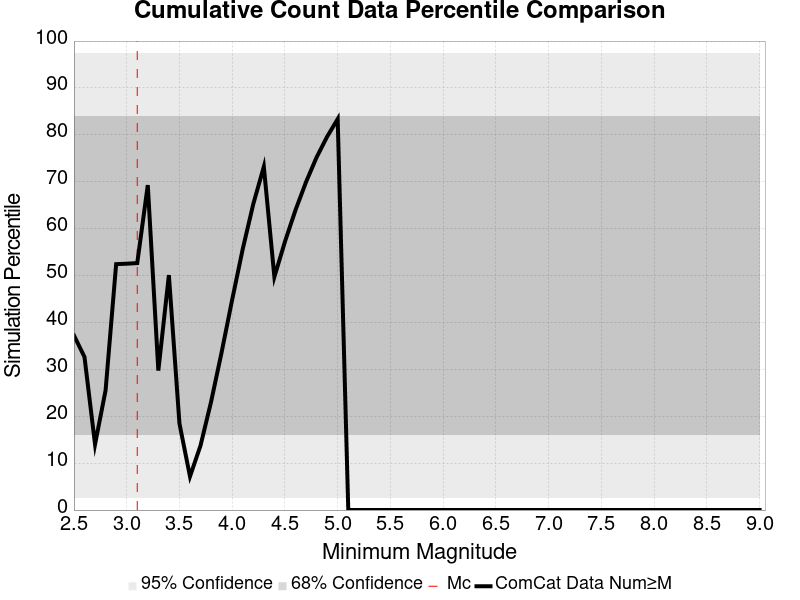 Cumulative Count Data Percentile Comparison
100
90
80
70
60
50
40
30
20
10
0
Simulation Percentile
2.5 3.0 3.5 4.0 4.5 5.0 5.5 6.0 6.5 7.0 7.5 8.0 8.5 9.0
Minimum Magnitude
95% Confidence 68% Confidence Mc ComCat Data Num≥M